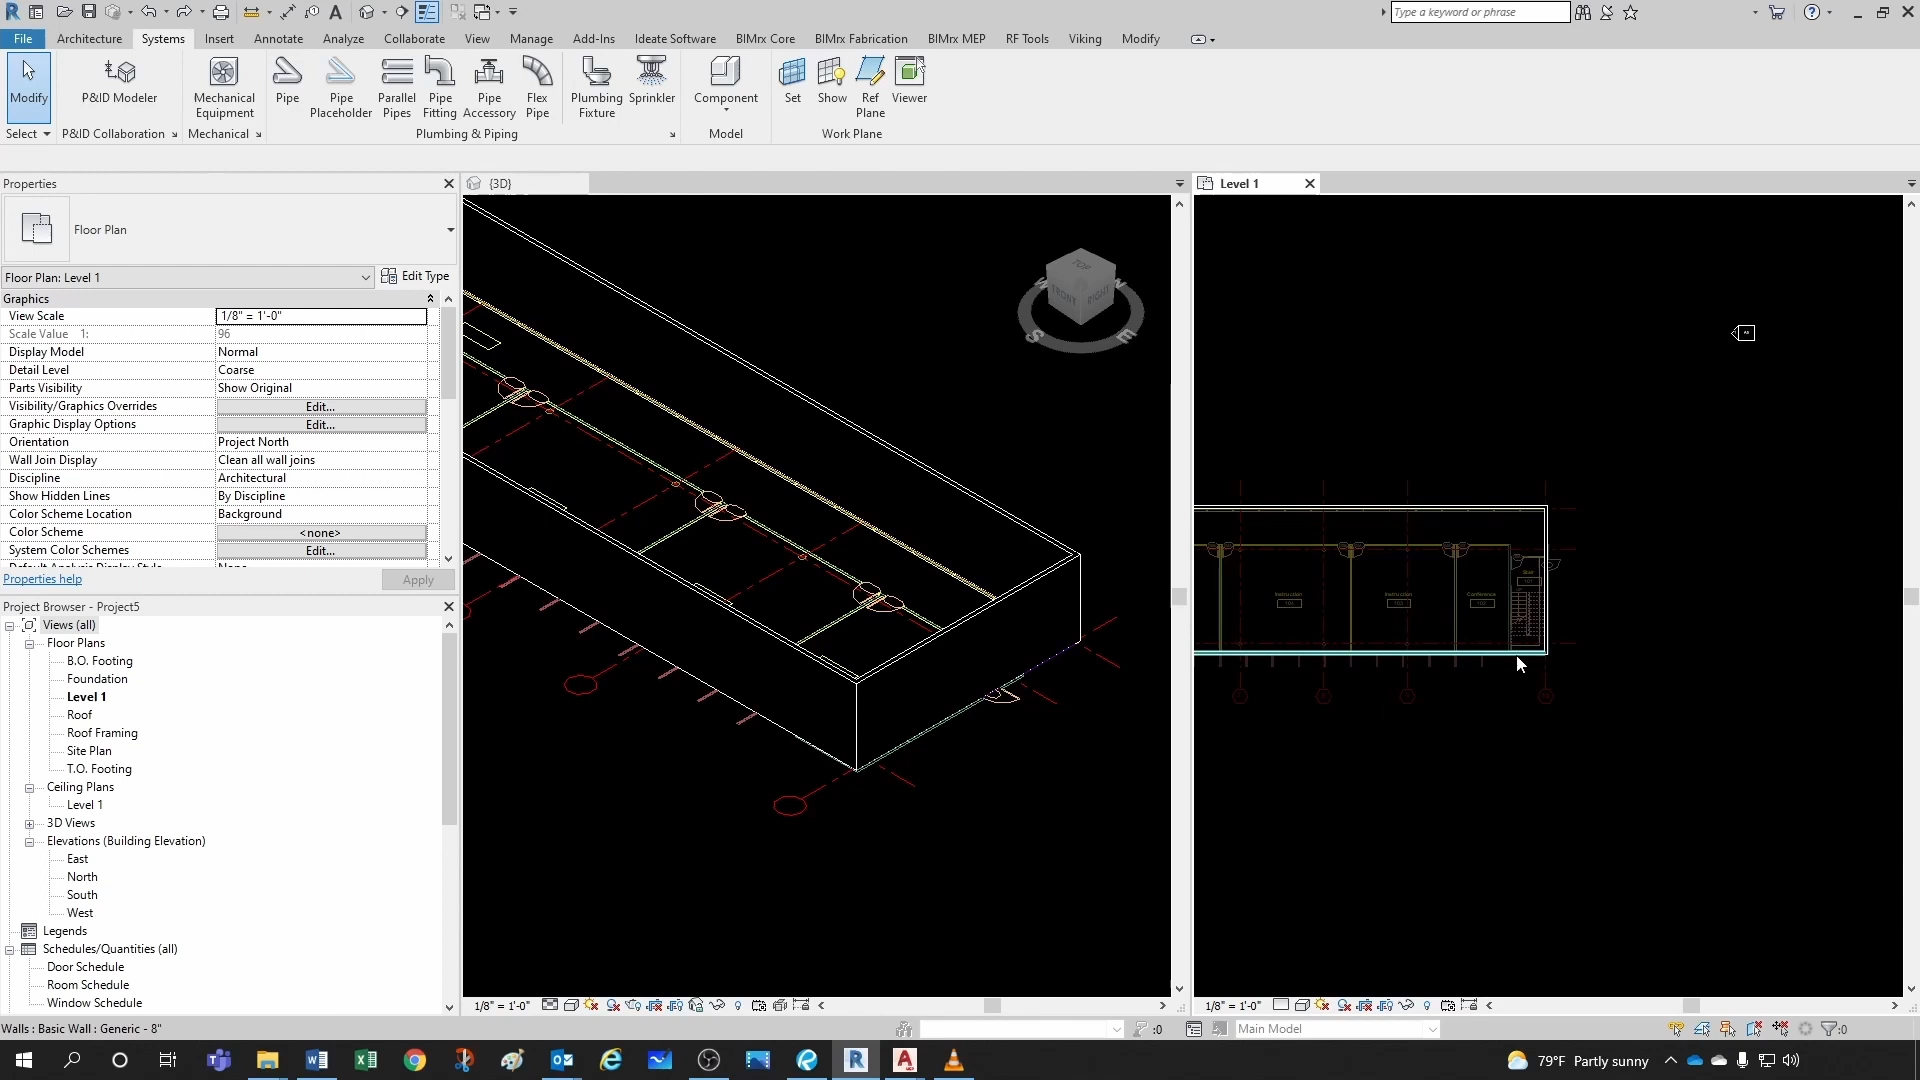 Type a keyword or phrase
File Architecture Systems Insert Annotate Analyze Collaborate View Manage Add-Ins Ideate Software BIMrx Core BIMrx Fabrication BIMrx MEP RF Tools Viking Modify
Modify P&ID Modeler Mechanical Equipment Pipe Pipe Placeholder Parallel Pipes Pipe Fitting Pipe Accessory Flex Pipe Plumbing Fixture Sprinkler Component Set Show Ref Plane Viewer
Select P&ID Collaboration Mechanical Plumbing & Piping Model Work Plane
Properties
{3D}
Level 1
Floor Plan
Floor Plan: Level 1 Edit Type
Graphics
View Scale 1/8" = 1'-0"
Scale Value 1: 96
Display Model Normal
Detail Level Coarse
Parts Visibility Show Original
Visibility/Graphics Overrides Edit...
Graphic Display Options Edit...
Orientation Project North
Wall Join Display Clean all wall joins
Discipline Architectural
Show Hidden Lines By Discipline
Color Scheme Location Background
Color Scheme <none>
System Color Schemes Edit...
Properties help Apply
Project Browser - Project5
Views (all)
Floor Plans
B.O. Footing
Foundation
Level 1
Roof
Roof Framing
Site Plan
T.O. Footing
Ceiling Plans
Level 1
3D Views
Elevations (Building Elevation)
East
North
South
West
Legends
Schedules/Quantities (all)
Door Schedule
Room Schedule
Window Schedule
TOP
FRONT
RIGHT
S
E
Instruction
Instruction
Conference
Stair
1/8" = 1'-0"
1/8" = 1'-0"
Walls : Basic Wall : Generic - 8" :0 Main Model :0
79°F Partly sunny